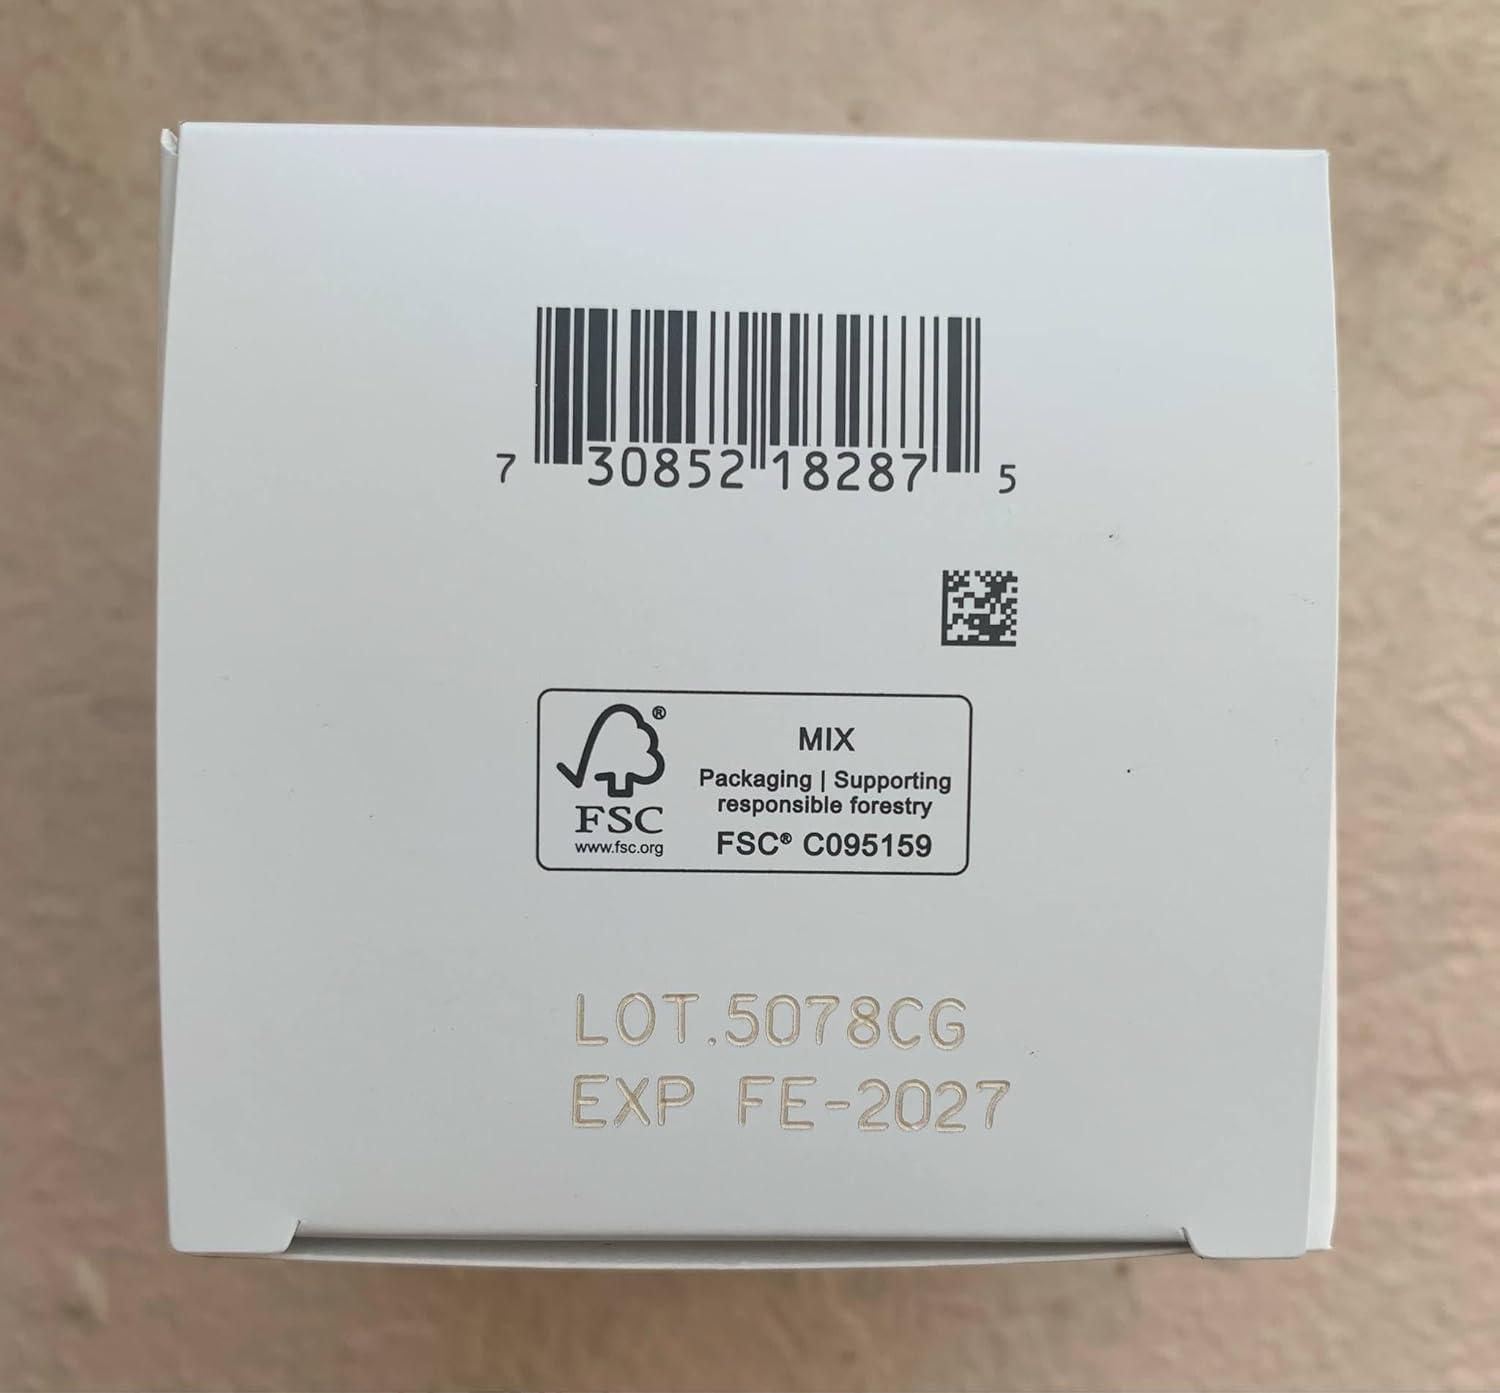 7 30852 18287 5
®
MIX
Packaging | Supporting
responsible forestry
FSC
www.fsc.org
FSC® C095159
LOT.5078CG
EXP FE-2027